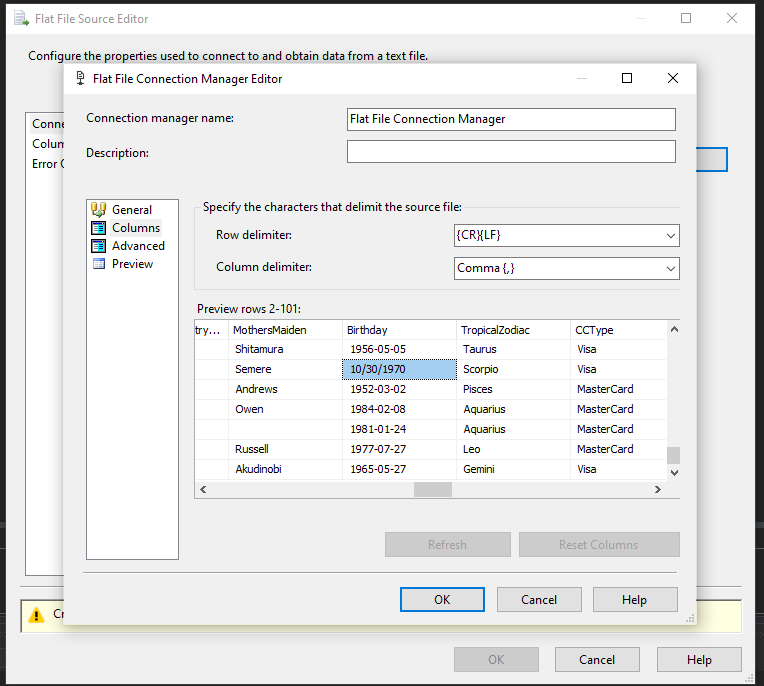 Flat File Source Editor
Configure the properties used to connect to and obtain data from a text file.
Flat File Connection Manager Editor
Conne
Colum
Error C
Connection manager name:
Flat File Connection Manager
Description:
General
Columns
Advanced
Preview
Specify the characters that delimit the source file:
Row delimiter:
{CR}{LF}
Column delimiter:
Comma {,}
Preview rows 2-101:
try... MothersMaiden Birthday TropicalZodiac CCType
Shitamura 1956-05-05 Taurus Visa
Semere 10/30/1970 Scorpio Visa
Andrews 1952-03-02 Pisces MasterCard
Owen 1984-02-08 Aquarius MasterCard
1981-01-24 Aquarius MasterCard
Russell 1977-07-27 Leo MasterCard
Akudinobi 1965-05-27 Gemini Visa
Refresh Reset Columns
OK Cancel Help
Cr
OK Cancel Help